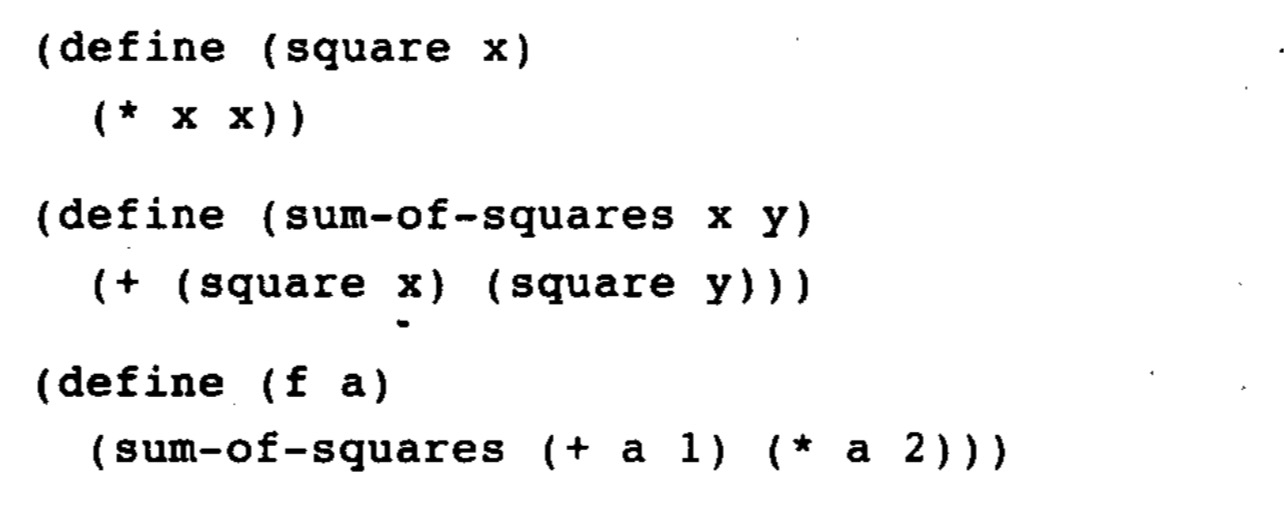 (define (square x)
  (* x x))
(define (sum-of-squares x y)
  (+ (square x) (square y)))
(define (f a)
  (sum-of-squares (+ a 1) (* a 2)))